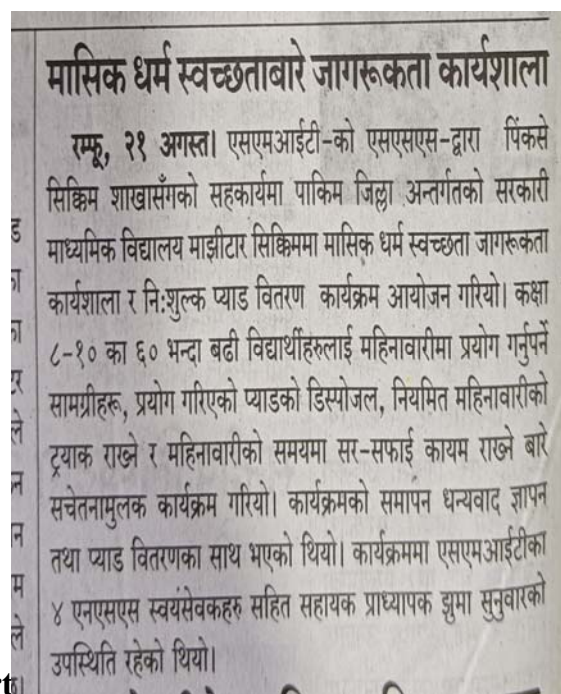 मासिक धर्म स्वच्छताबारे जागरूकता कार्यशाला
रम्फू, २१ अगस्त। एसएमआईटी-को एसएसएस-द्वारा पिंकसे
सिक्किम शाखासँगको सहकार्यमा पाकिम जिल्ला अन्तर्गतको सरकारी
माध्यमिक विद्यालय माझीटार सिक्किममा मासिक धर्म स्वच्छता जागरूकता
कार्यशाला र नि:शुल्क प्याड वितरण कार्यक्रम आयोजन गरियो। कक्षा
८-१० का ६० भन्दा बढी विद्यार्थीहरुलाई महिनावारीमा प्रयोग गर्नुपर्ने
सामग्रीहरू, प्रयोग गरिएको प्याडको डिस्पोजल, नियमित महिनावारीको
ट्र्याक राख्ने र महिनावारीको समयमा सर-सफाई कायम राख्ने बारे
सचेतनामुलक कार्यक्रम गरियो। कार्यक्रमको समापन धन्यवाद ज्ञापन
तथा प्याड वितरणका साथ भएको थियो। कार्यक्रममा एसएमआईटीका
४ एनएसएस स्वयंसेवकहरु सहित सहायक प्राध्यापक झुमा सुनुवारको
उपस्थिति रहेको थियो।